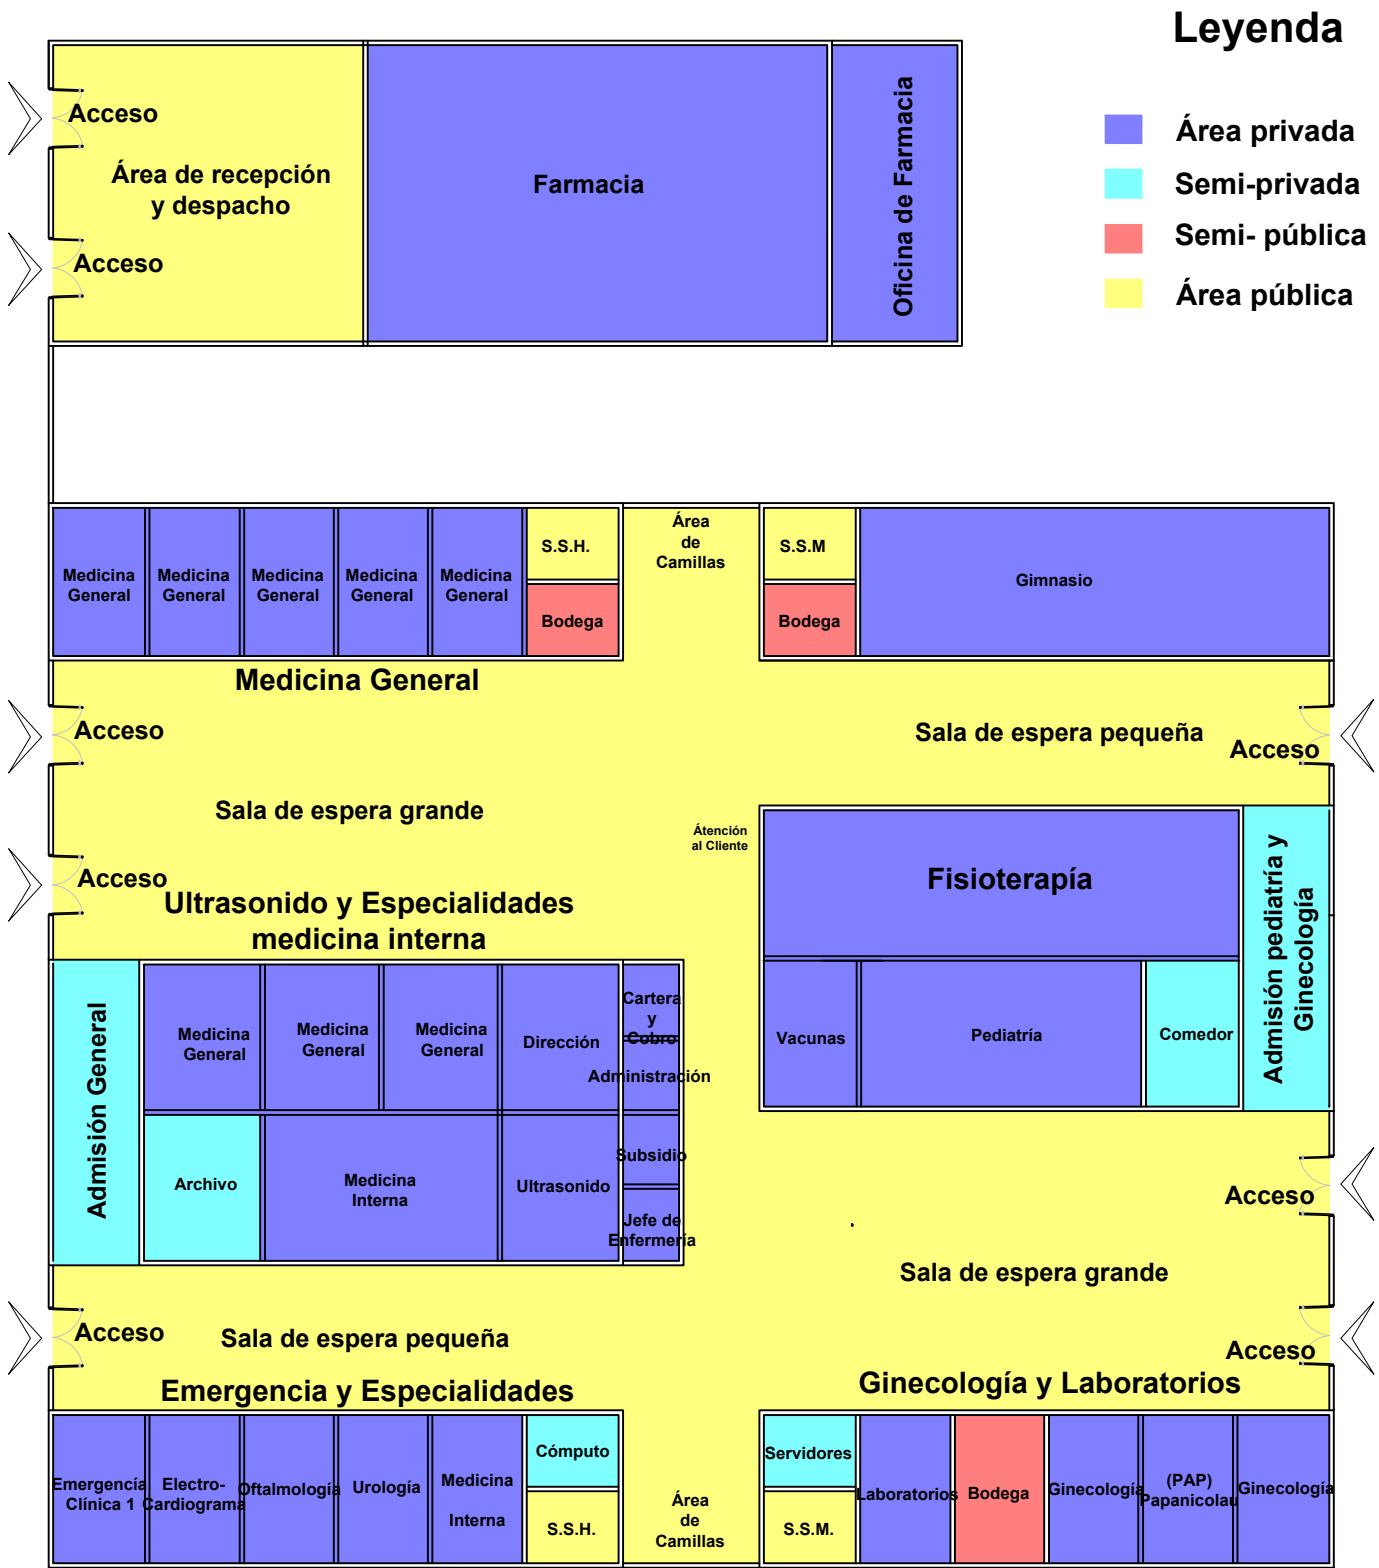 Leyenda
Área privada
Semi-privada
Semi- pública
Área pública
Acceso
Área de recepción
y despacho
Acceso
Farmacia
Oficina de Farmacia
Medicina
General
Medicina
General
Medicina
General
Medicina
General
Medicina
General
S.S.H.
Bodega
Área
de
Camillas
S.S.M
Bodega
Gimnasio
Medicina General
Acceso
Sala de espera pequeña
Acceso
Sala de espera grande
Átención
al Cliente
Acceso
Ultrasonido y Especialidades
medicina interna
Fisioterapía
Admisión pediatría y
Ginecología
Admisión General
Medicina
General
Medicina
General
Medicina
General
Dirección
Cartera
y
Cobro
Administración
Vacunas
Pediatría
Comedor
Archivo
Medicina
Interna
Ultrasonido
Subsidio
Jefe de
Enfermería
Acceso
Sala de espera grande
Acceso
Sala de espera pequeña
Acceso
Emergencia y Especialidades
Ginecología y Laboratorios
Emergencía
Clínica 1
Electro-
Cardiograma
Oftalmología
Urología
Medicina
Interna
Cómputo
S.S.H.
Área
de
Camillas
Servidores
S.S.M.
Laboratorios
Bodega
Ginecología
(PAP)
Papanicolau
Ginecología